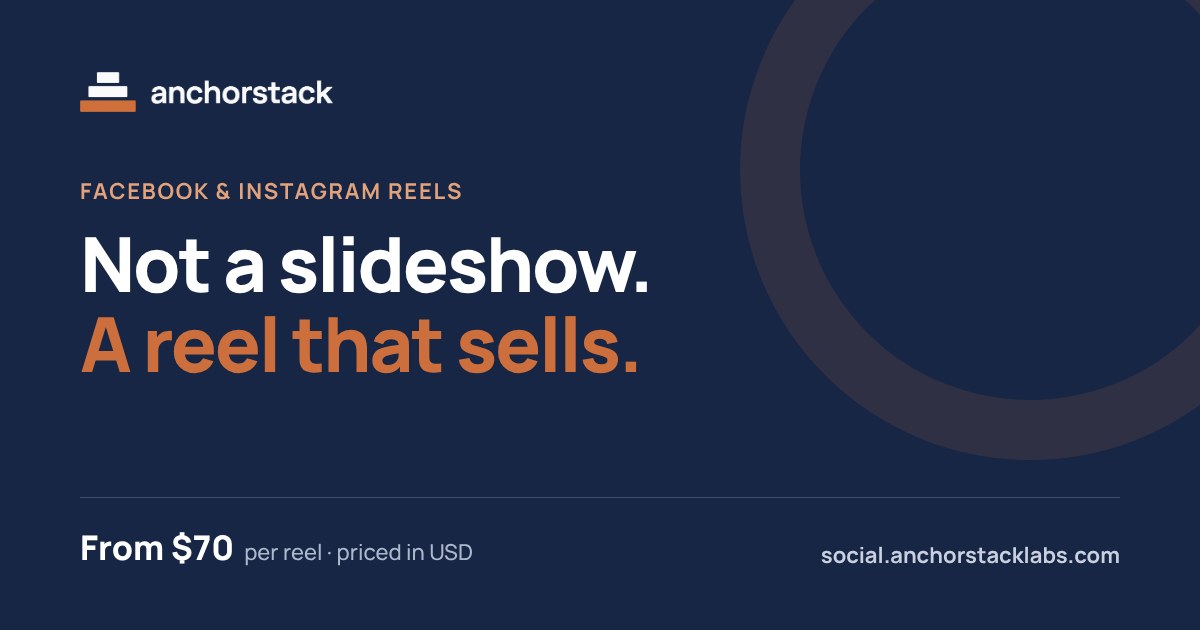 anchorstack
FACEBOOK & INSTAGRAM REELS
Not a slideshow.
A reel that sells.
From $70 per reel · priced in USD
social.anchorstacklabs.com